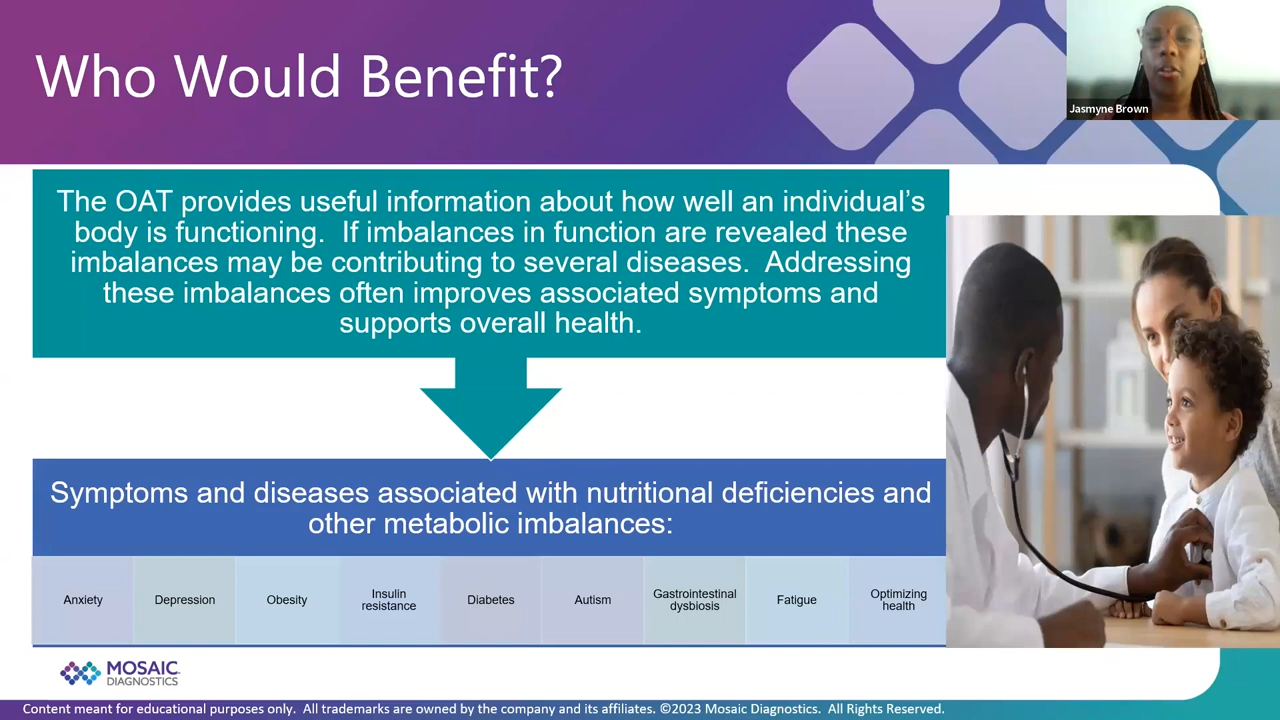 Who Would Benefit?
Jasmyne Brown
The OAT provides useful information about how well an individual’s
body is functioning.  If imbalances in function are revealed these
imbalances may be contributing to several diseases.  Addressing
these imbalances often improves associated symptoms and
supports overall health.
Symptoms and diseases associated with nutritional deficiencies and
other metabolic imbalances:
Anxiety
Depression
Obesity
Insulin
resistance
Diabetes
Autism
Gastrointestinal
dysbiosis
Fatigue
Optimizing
health
MOSAIC
DIAGNOSTICS
Content meant for educational purposes only.  All trademarks are owned by the company and its affiliates. ©2023 Mosaic Diagnostics.  All Rights Reserved.